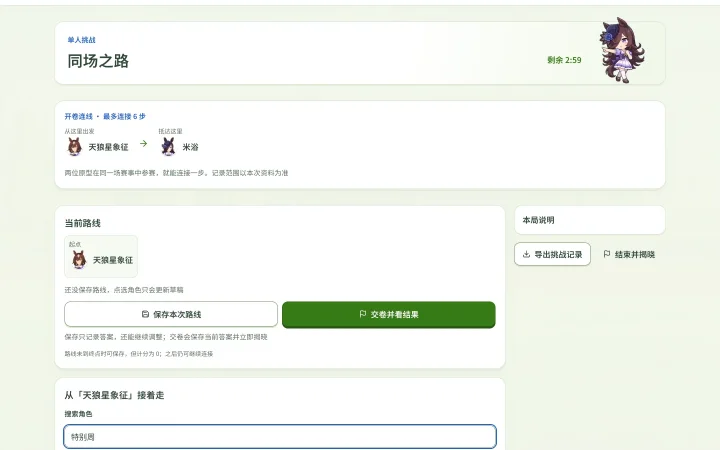 单人挑战
同场之路
剩余 2:59
开卷连线 · 最多连接 6 步
从这里出发
天狼星象征
抵达这里
米浴
两位原型在同一场赛事中参赛，就能连接一步。记录范围以本次资料为准
当前路线
起点
天狼星象征
还没保存路线，点选角色只会更新草稿
保存本次路线
交卷并看结果
保存只记录答案，还能继续调整；交卷会保存当前答案并立即揭晓
路线未到终点时可保存，但计分为 0；之后仍可继续连接
本局说明
导出挑战记录
结束并揭晓
从「天狼星象征」接着走
搜索角色
特别周